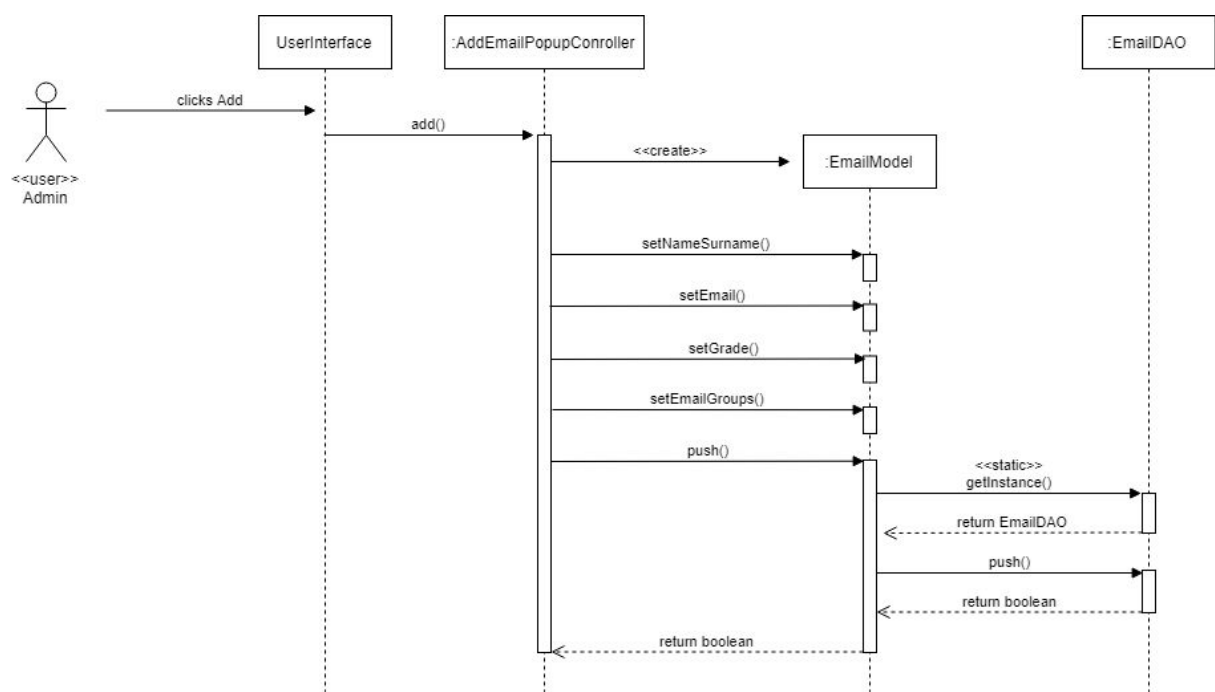 UserInterface
:AddEmailPopupConroller
:EmailDAO
clicks Add
add()
<<create>>
:EmailModel
<<user>>
Admin
setNameSurname()
setEmail()
setGrade()
setEmailGroups()
push()
<<static>>
getInstance()
return EmailDAO
push()
return boolean
return boolean